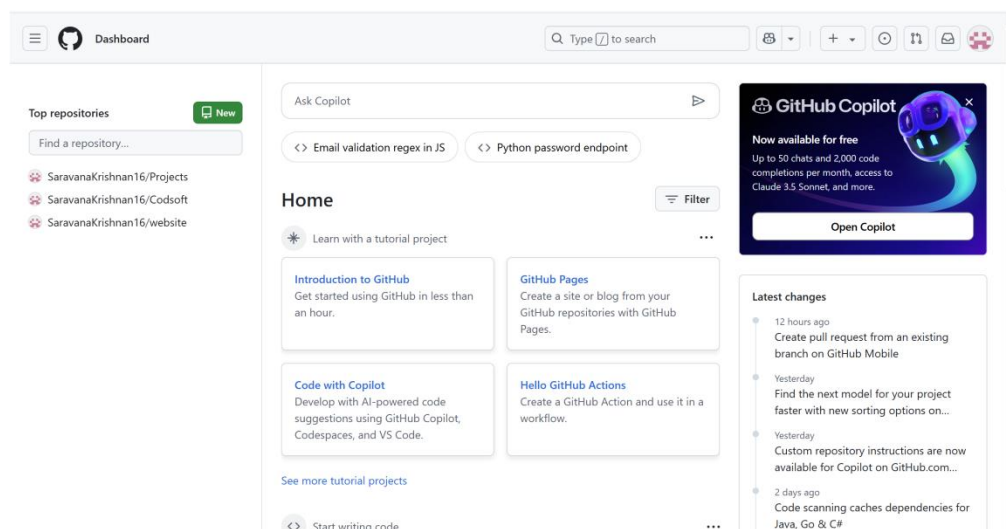 Dashboard
Type / to search
Top repositories
New
Find a repository...
SaravanaKrishnan16/Projects
SaravanaKrishnan16/Codsoft
SaravanaKrishnan16/website
Ask Copilot
<> Email validation regex in JS
<> Python password endpoint
Home
Filter
Learn with a tutorial project
Introduction to GitHub
Get started using GitHub in less than
an hour.
GitHub Pages
Create a site or blog from your
GitHub repositories with GitHub
Pages.
Code with Copilot
Develop with AI-powered code
suggestions using GitHub Copilot,
Codespaces, and VS Code.
Hello GitHub Actions
Create a GitHub Action and use it in a
workflow.
See more tutorial projects
<> Start writing code
GitHub Copilot
Now available for free
Up to 50 chats and 2,000 code
completions per month, access to
Claude 3.5 Sonnet, and more.
Open Copilot
Latest changes
12 hours ago
Create pull request from an existing
branch on GitHub Mobile
Yesterday
Find the next model for your project
faster with new sorting options on...
Yesterday
Custom repository instructions are now
available for Copilot on GitHub.com...
2 days ago
Code scanning caches dependencies for
Java, Go & C#